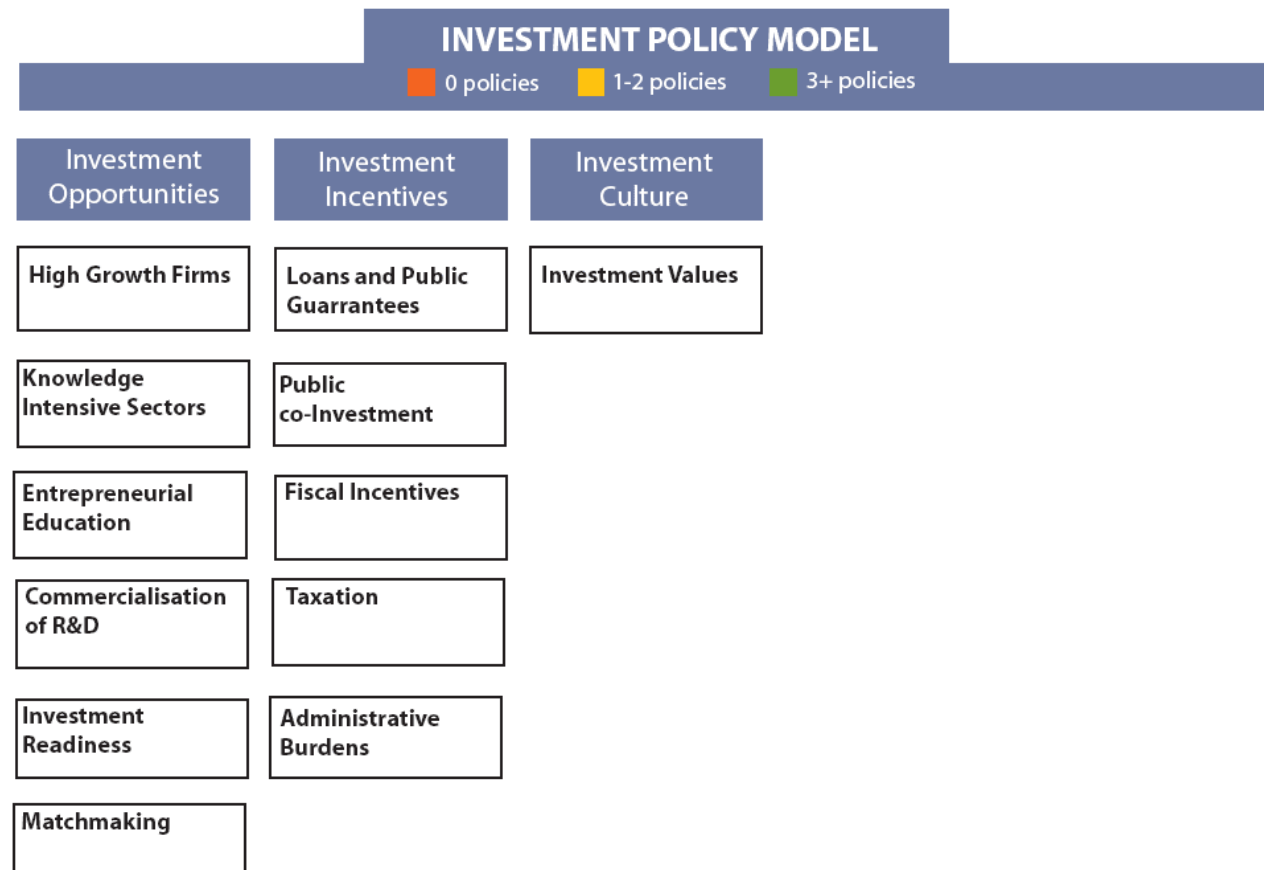 INVESTMENT POLICY MODEL
0 policies
1-2 policies
3+ policies
Investment
Opportunities
High Growth Firms
Knowledge
Intensive Sectors
Entrepreneurial
Education
Commercialisation
of R&D
Investment
Readiness
Matchmaking
Investment
Incentives
Loans and Public
Guarrantees
Public
co-Investment
Fiscal Incentives
Taxation
Administrative
Burdens
Investment
Culture
Investment Values